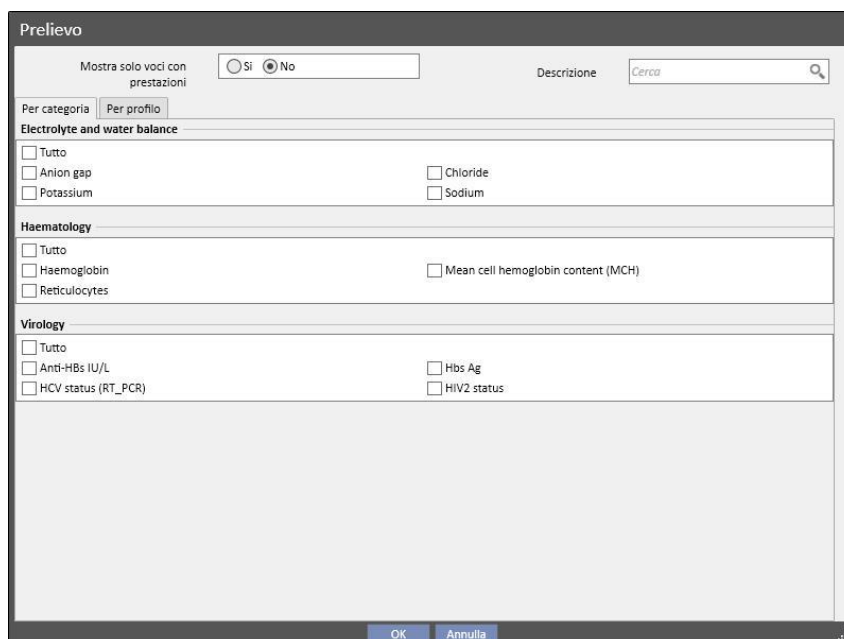 Prelievo
Mostra solo voci con
prestazioni
Si No
Descrizione
Cerca
Per categoria Per profilo
Electrolyte and water balance
Tutto
Anion gap Chloride
Potassium Sodium
Haematology
Tutto
Haemoglobin Mean cell hemoglobin content (MCH)
Reticulocytes
Virology
Tutto
Anti-HBs IU/L Hbs Ag
HCV status (RT_PCR) HIV2 status
OK Annulla